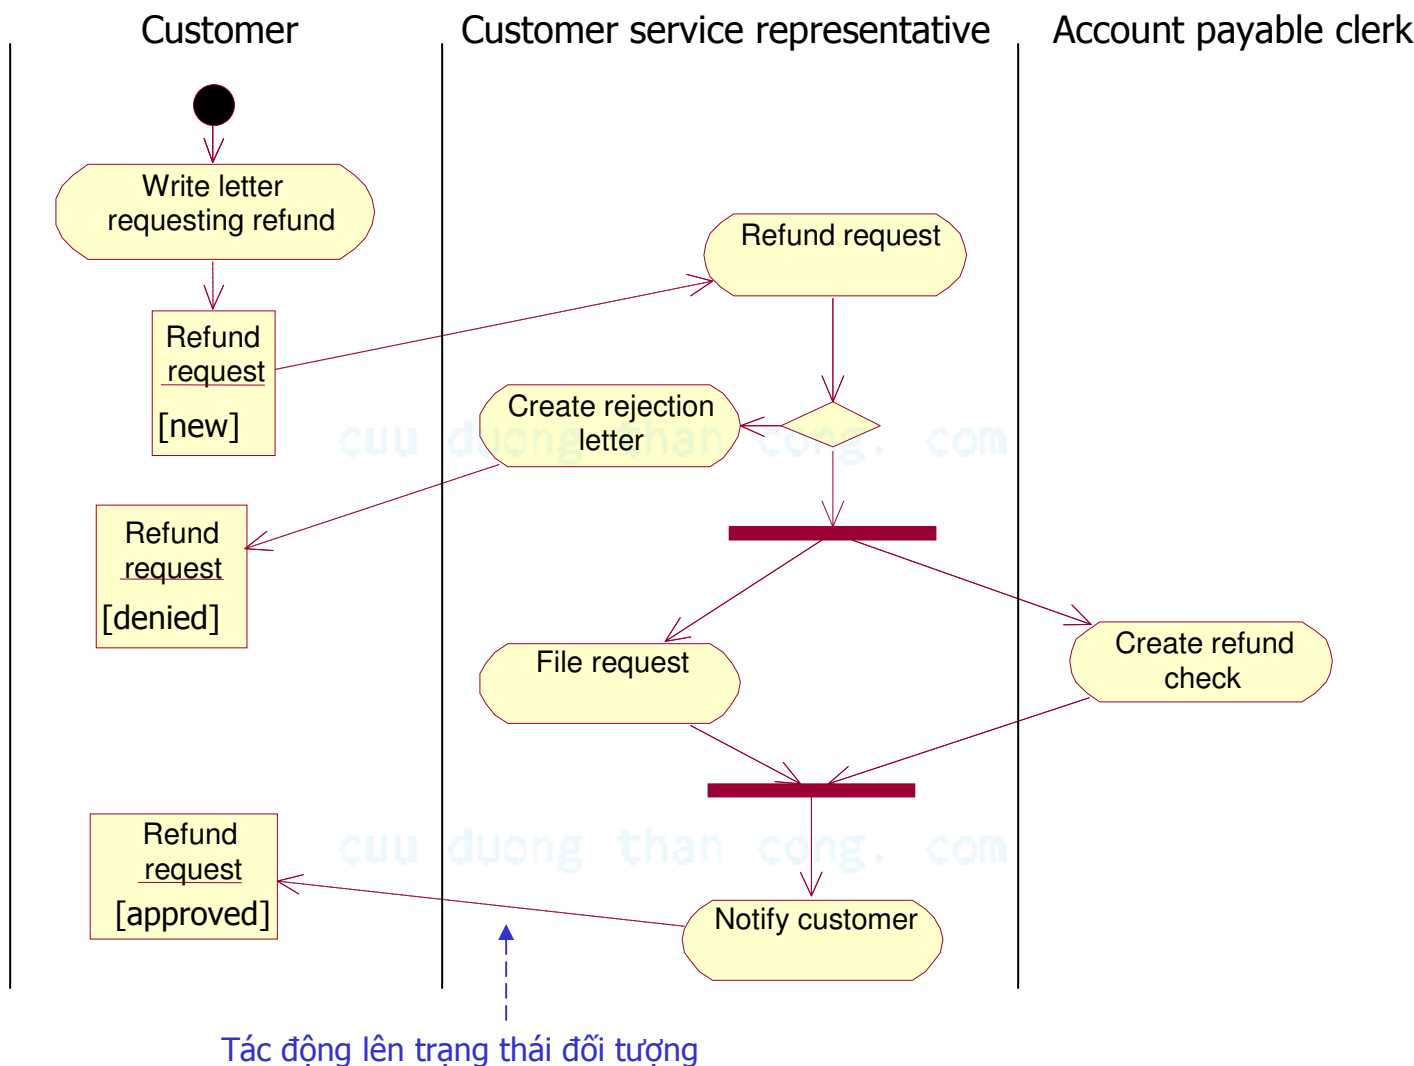 Customer
Customer service representative
Account payable clerk
Write letter
requesting refund
Refund request
Refund
request
[new]
Create rejection
letter
cuu duong than cong. com
Refund
request
[denied]
File request
Create refund
check
Refund
request
[approved]
cuu duong than cong. com
Notify customer
Tác động lên trạng thái đối tượng